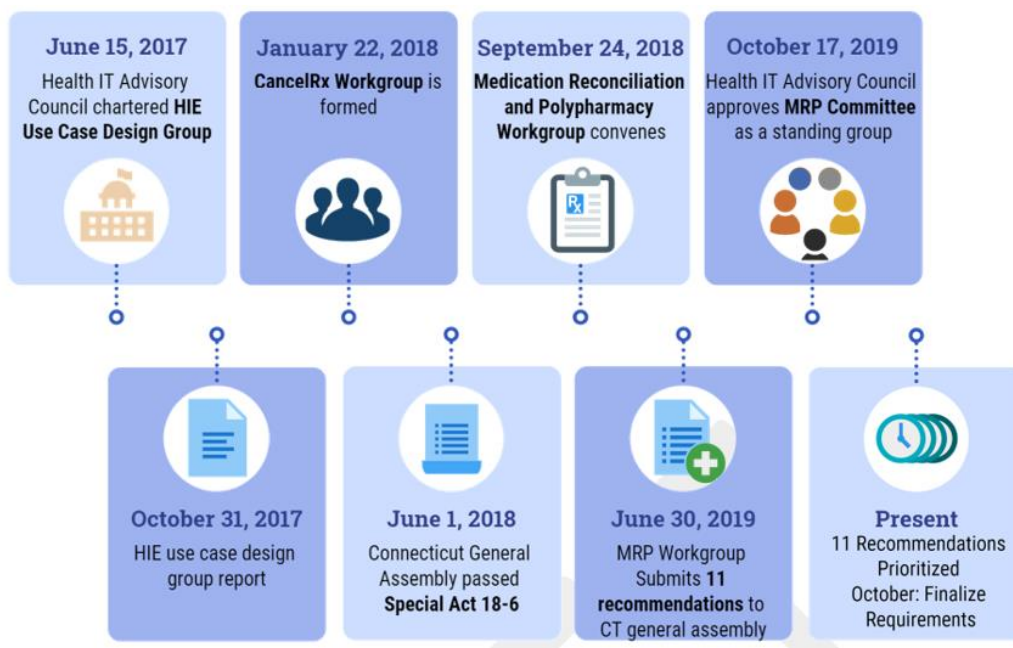 June 15, 2017
Health IT Advisory
Council chartered HIE
Use Case Design Group
January 22, 2018
CancelRx Workgroup is
formed
September 24, 2018
Medication Reconciliation
and Polypharmacy
Workgroup convenes
Rx
October 17, 2019
Health IT Advisory Council
approves MRP Committee
as a standing group
October 31, 2017
HIE use case design
group report
June 1, 2018
Connecticut General
Assembly passed
Special Act 18-6
June 30, 2019
MRP Workgroup
Submits 11
recommendations to
CT general assembly
Present
11 Recommendations
Prioritized
October: Finalize
Requirements